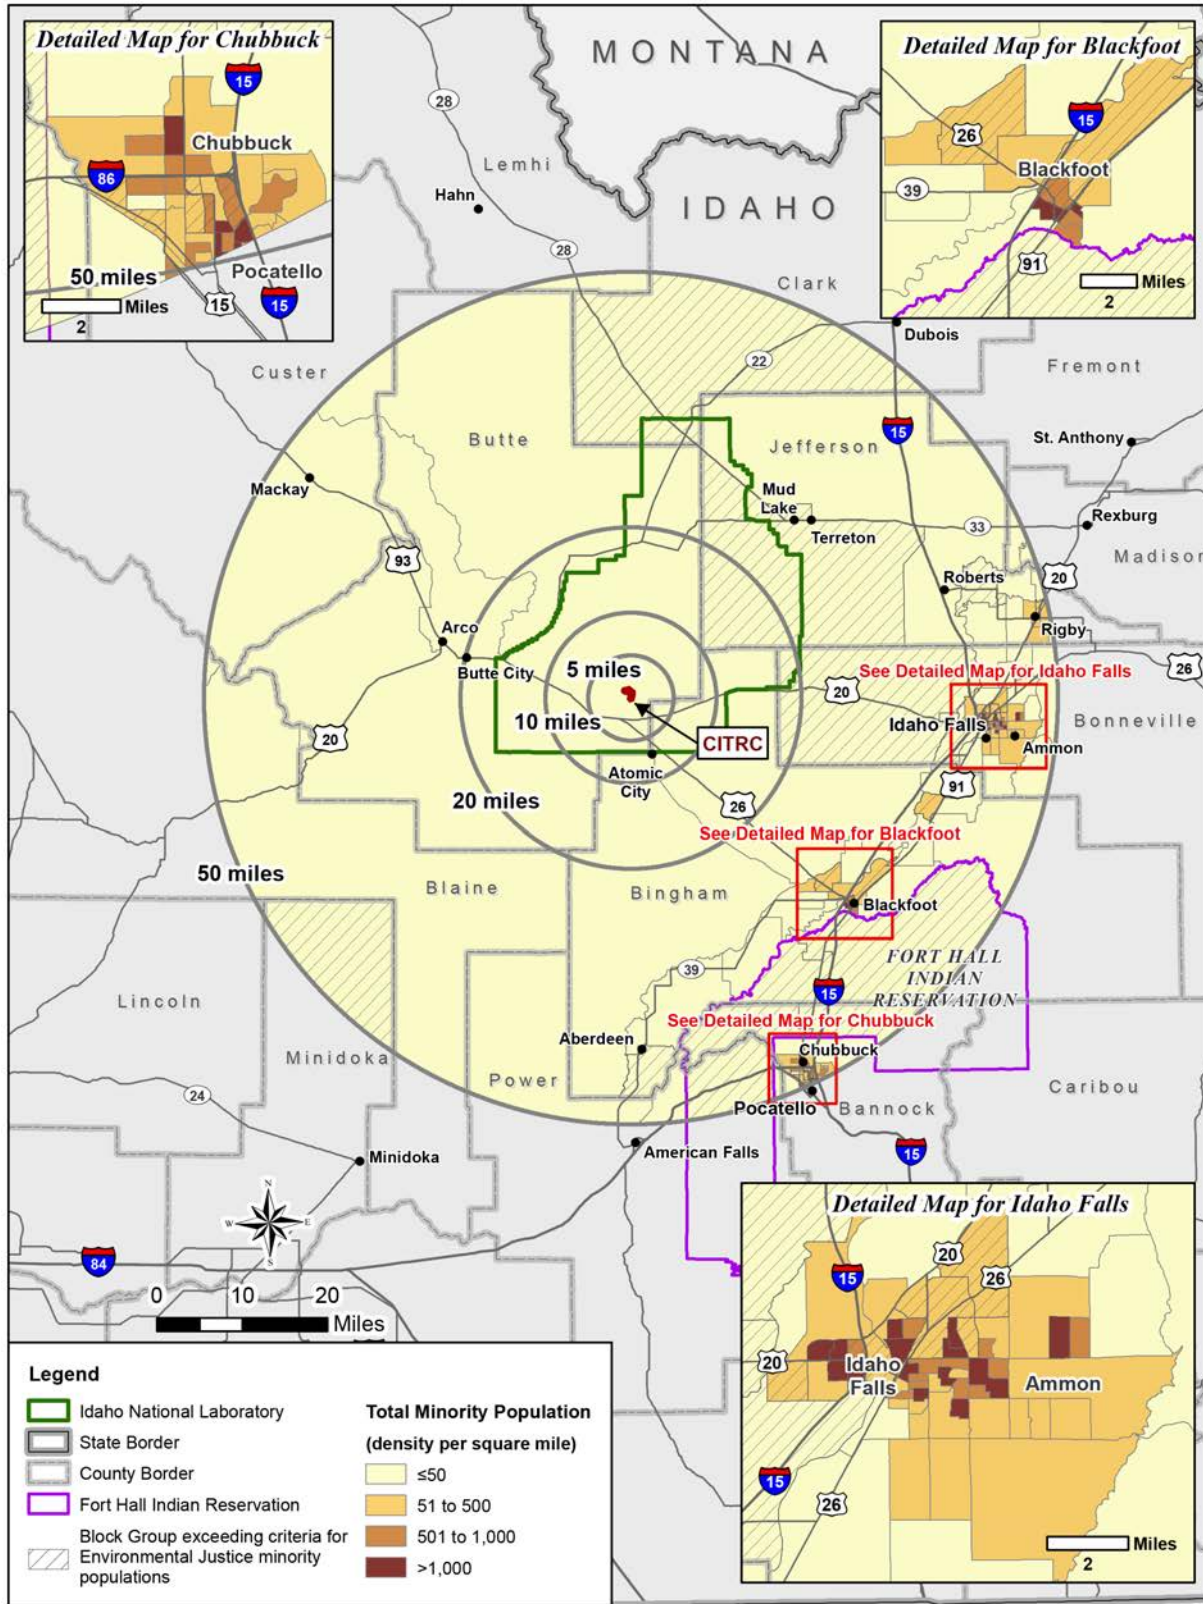 Detailed Map for Chubbuck
15
Chubbuck
86
50 miles
Pocatello
Miles
2
15
15
MONTANA
IDAHO
Detailed Map for Blackfoot
15
26
Blackfoot
39
91
Miles
2
28
Lemhi
Hahn
28
Clark
Dubois
22
Custer
Fremont
Butte
Jefferson
15
St. Anthony
Mackay
Mud
Lake
Terreton
33
Rexburg
Madison
93
Roberts
20
Rigby
Arco
Butte City
5 miles
See Detailed Map for Idaho Falls
26
20
10 miles
CITRC
Idaho Falls
Ammon
Bonneville
20
Atomic
City
20 miles
26
91
See Detailed Map for Blackfoot
50 miles
Blaine
Bingham
Blackfoot
39
FORT HALL
INDIAN
RESERVATION
15
Lincoln
See Detailed Map for Chubbuck
Aberdeen
Chubbuck
Minidoka
Power
Caribou
24
Pocatello
Bannock
American Falls
15
Minidoka
N
W
E
S
84
0
10
20
Miles
Detailed Map for Idaho Falls
20
15
26
20
Idaho
Falls
Ammon
15
26
Miles
2
Legend
Idaho National Laboratory
State Border
County Border
Fort Hall Indian Reservation
Block Group exceeding criteria for
Environmental Justice minority
populations
Total Minority Population
(density per square mile)
≤50
51 to 500
501 to 1,000
>1,000